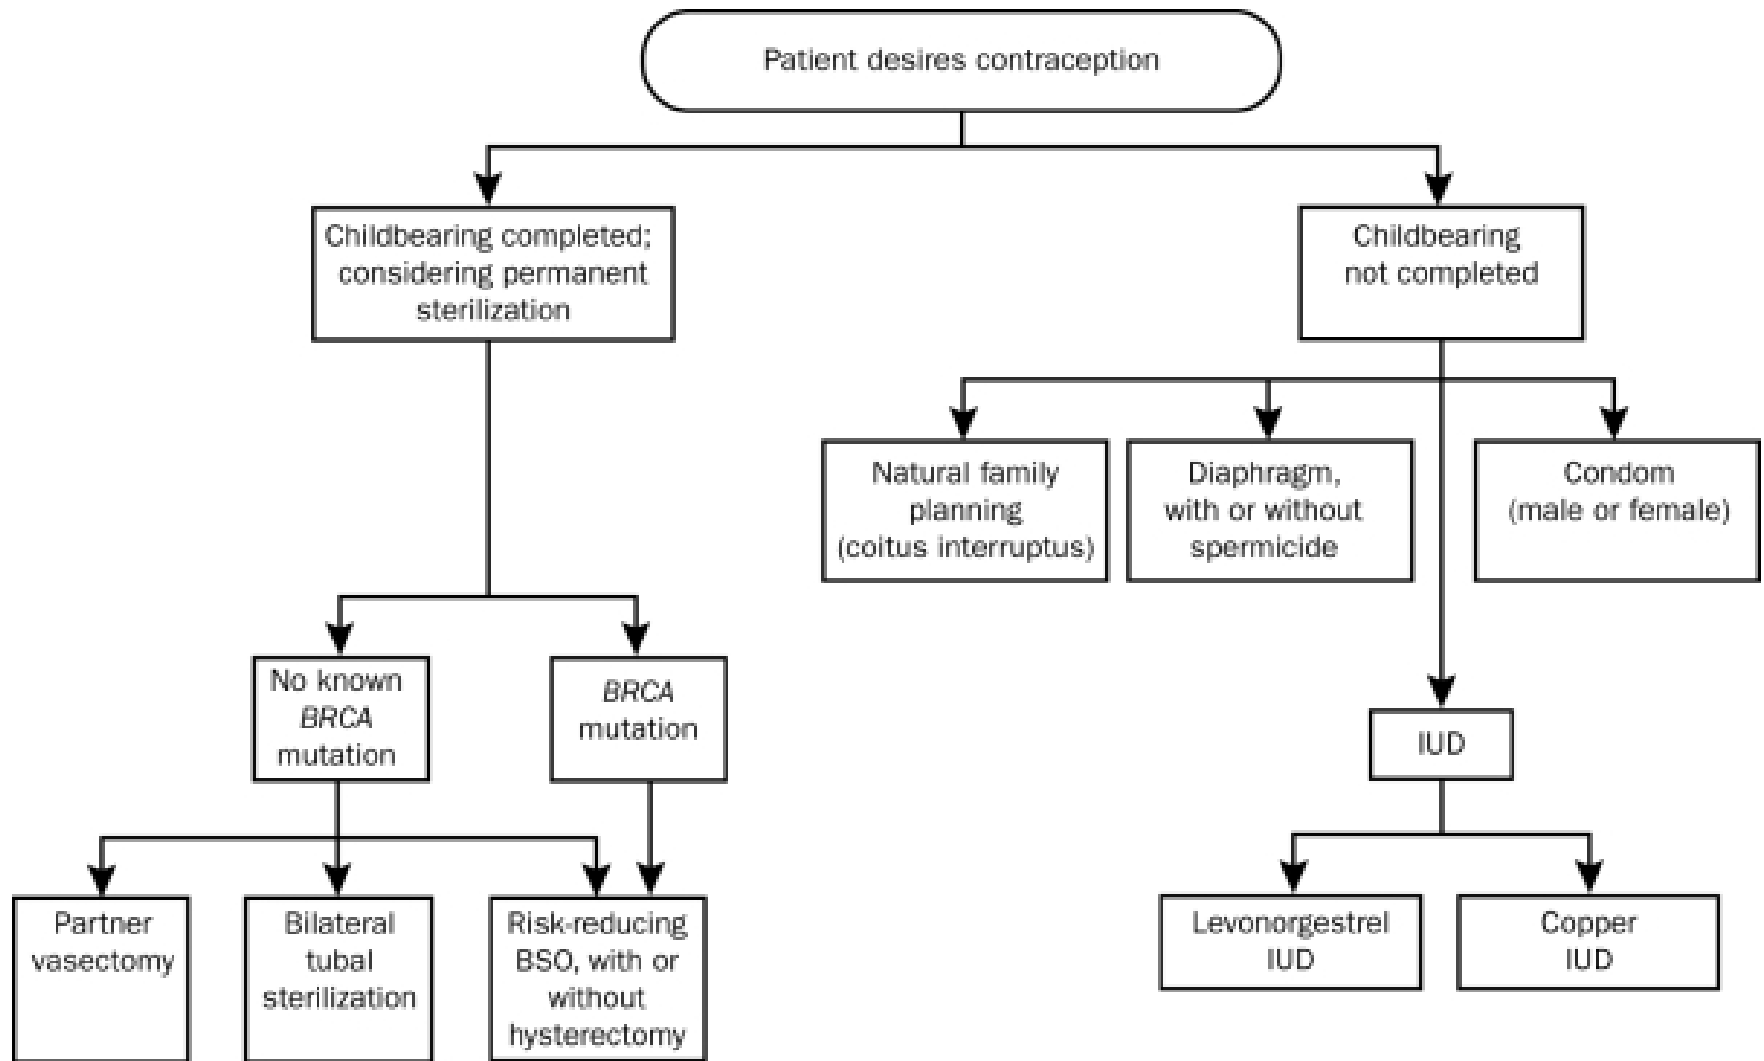 Patient desires contraception
Childbearing completed;
considering permanent
sterilization
Childbearing
not completed
Natural family
planning
(coitus interruptus)
Diaphragm,
with or without
spermicide
Condom
(male or female)
No known
BRCA
mutation
BRCA
mutation
IUD
Partner
vasectomy
Bilateral
tubal
sterilization
Risk-reducing
BSO, with or
without
hysterectomy
Levonorgestrel
IUD
Copper
IUD